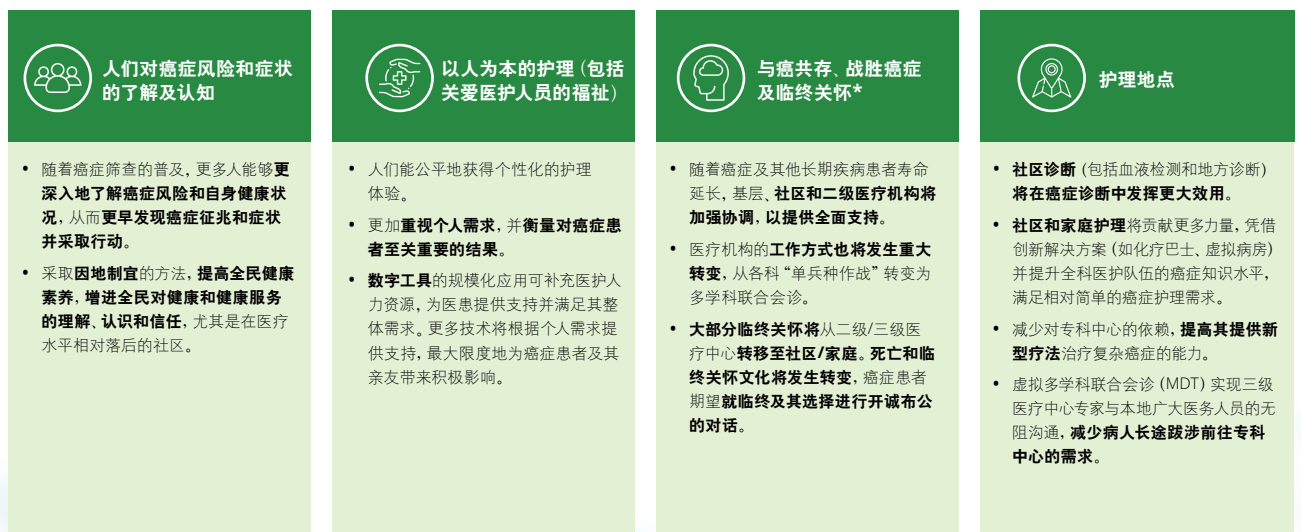 人们对癌症风险和症状
的了解及认知
• 随着癌症筛查的普及，更多人能够更
深入地了解癌症风险和自身健康状
况，从而更早发现癌症征兆和症状
并采取行动。
• 采取因地制宜的方法，提高全民健康
素养，增进全民对健康和健康服务
的理解、认识和信任，尤其是在医疗
水平相对落后的社区。
以人为本的护理（包括
关爱医护人员的福祉）
• 人们能公平地获得个性化的护理
体验。
• 更加重视个人需求，并衡量对癌症患
者至关重要的结果。
• 数字工具的规模化应用可补充医护人
力资源，为医患提供支持并满足其整
体需求。更多技术将根据个人需求提
供支持，最大限度地为癌症患者及其
亲友带来积极影响。
与癌共存、战胜癌症
及临终关怀*
• 随着癌症及其他长期疾病患者寿命
延长，基层、社区和二级医疗机构将
加强协调，以提供全面支持。
• 医疗机构的工作方式也将发生重大
转变，从各科“单兵种作战”转变为
多学科联合会诊。
• 大部分临终关怀将从二级/三级医
疗中心转移至社区/家庭。死亡和临
终关怀文化将发生转变，癌症患者
期望就临终及其选择进行开诚布公
的对话。
护理地点
• 社区诊断（包括血液检测和地方诊断）
将在癌症诊断中发挥更大效用。
• 社区和家庭护理将贡献更多力量，凭借
创新解决方案（如化疗巴士、虚拟病房）
并提升全科医护队伍的癌症知识水平，
满足相对简单的癌症护理需求。
• 减少对专科中心的依赖，提高其提供新
型疗法治疗复杂癌症的能力。
• 虚拟多学科联合会诊 (MDT) 实现三级
医疗中心专家与本地广大医务人员的无
阻沟通，减少病人长途跋涉前往专科
中心的需求。